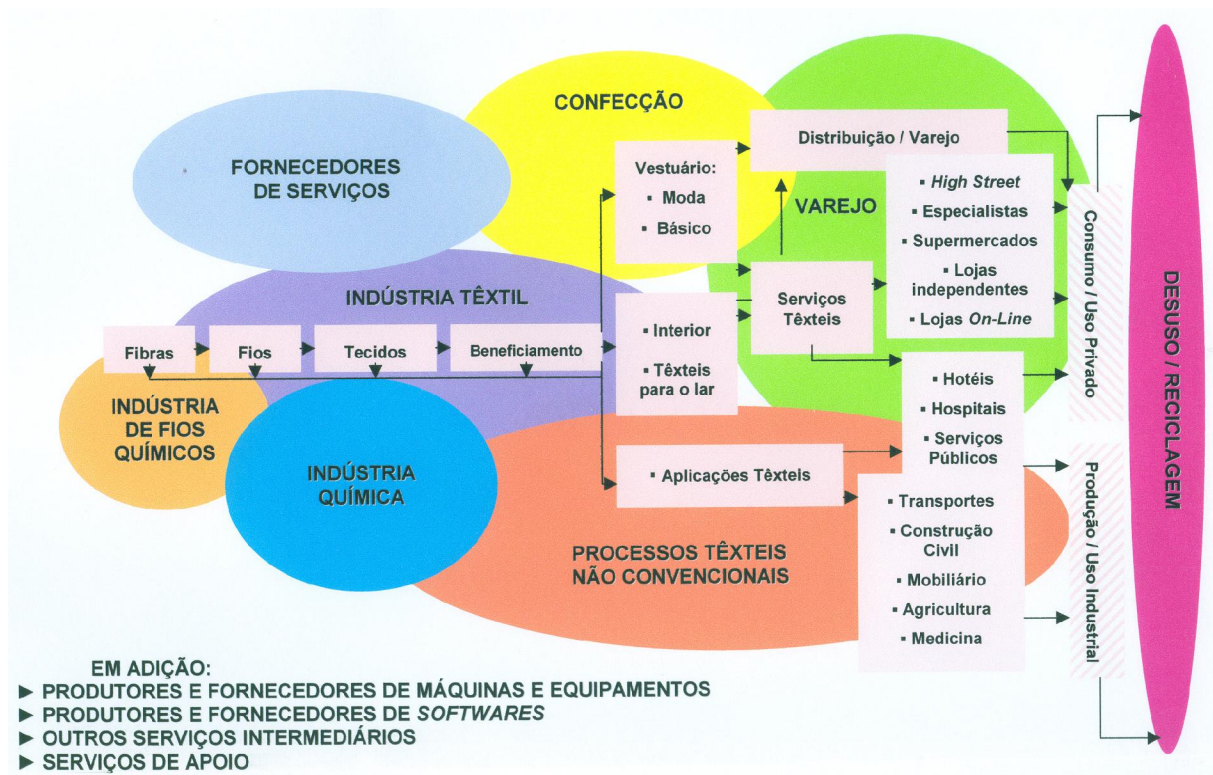 CONFECÇÃO
FORNECEDORES
DE SERVIÇOS
Distribuição / Varejo
Vestuário:
▪ Moda
▪ Básico
VAREJO
▪ High Street
▪ Especialistas
▪ Supermercados
▪ Lojas
independentes
▪ Lojas On-Line
Consumo / Uso Privado
DESUSO / RECICLAGEM
INDÚSTRIA TÊXTIL
Fibras
Fios
Tecidos
Beneficiamento
▪ Interior
▪ Têxteis
para o lar
Serviços
Têxteis
▪ Hotéis
▪ Hospitais
▪ Serviços
Públicos
INDÚSTRIA
DE FIOS
QUÍMICOS
INDÚSTRIA
QUÍMICA
▪ Aplicações Têxteis
▪ Transportes
▪ Construção
Civil
▪ Mobiliário
▪ Agricultura
▪ Medicina
Produção / Uso Industrial
PROCESSOS TÊXTEIS
NÃO CONVENCIONAIS
EM ADIÇÃO:
► PRODUTORES E FORNECEDORES DE MÁQUINAS E EQUIPAMENTOS
► PRODUTORES E FORNECEDORES DE SOFTWARES
► OUTROS SERVIÇOS INTERMEDIÁRIOS
► SERVIÇOS DE APOIO